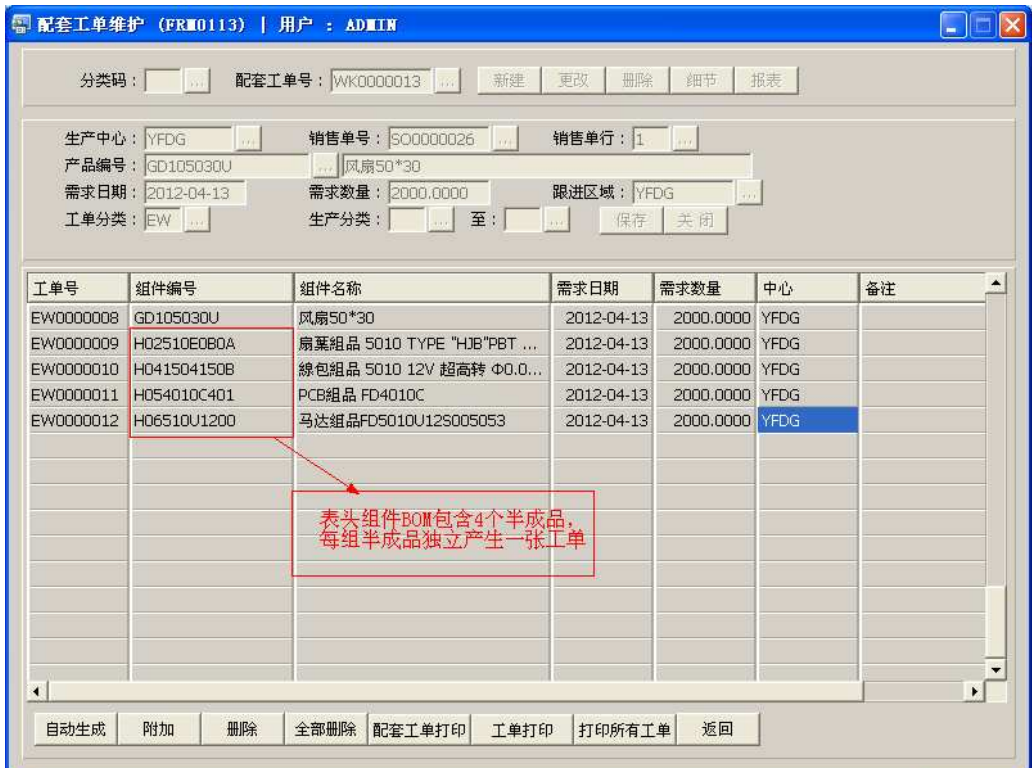 配套工单维护 (FRM0113) | 用户 : ADMIN
分类码: ... 配套工单号: WK0000013 ... 新建 更改 删除 细节 报表
生产中心: YFDG ... 销售单号: SO0000026 ... 销售单行: 1 ...
产品编号: GD105030U ... 风扇50*30
需求日期: 2012-04-13 需求数量: 2000.0000 跟进区域: YFDG ...
工单分类: EW ... 生产分类: ... 至: ... 保存 关闭
工单号 组件编号 组件名称 需求日期 需求数量 中心 备注
EW0000008 GD105030U 风扇50*30 2012-04-13 2000.0000 YFDG
EW0000009 H02510E0B0A 扇葉組品 5010 TYPE "HJB"PBT ... 2012-04-13 2000.0000 YFDG
EW0000010 H041504150B 線包組品 5010 12V 超高转 Φ0.0... 2012-04-13 2000.0000 YFDG
EW0000011 H054010C401 PCB組品 FD4010C 2012-04-13 2000.0000 YFDG
EW0000012 H06510U1200 马达组品FD5010U12S005053 2012-04-13 2000.0000 YFDG
表头组件BOM包含4个半成品,
每组半成品独立产生一张工单
自动生成 附加 删除 全部删除 配套工单打印 工单打印 打印所有工单 返回